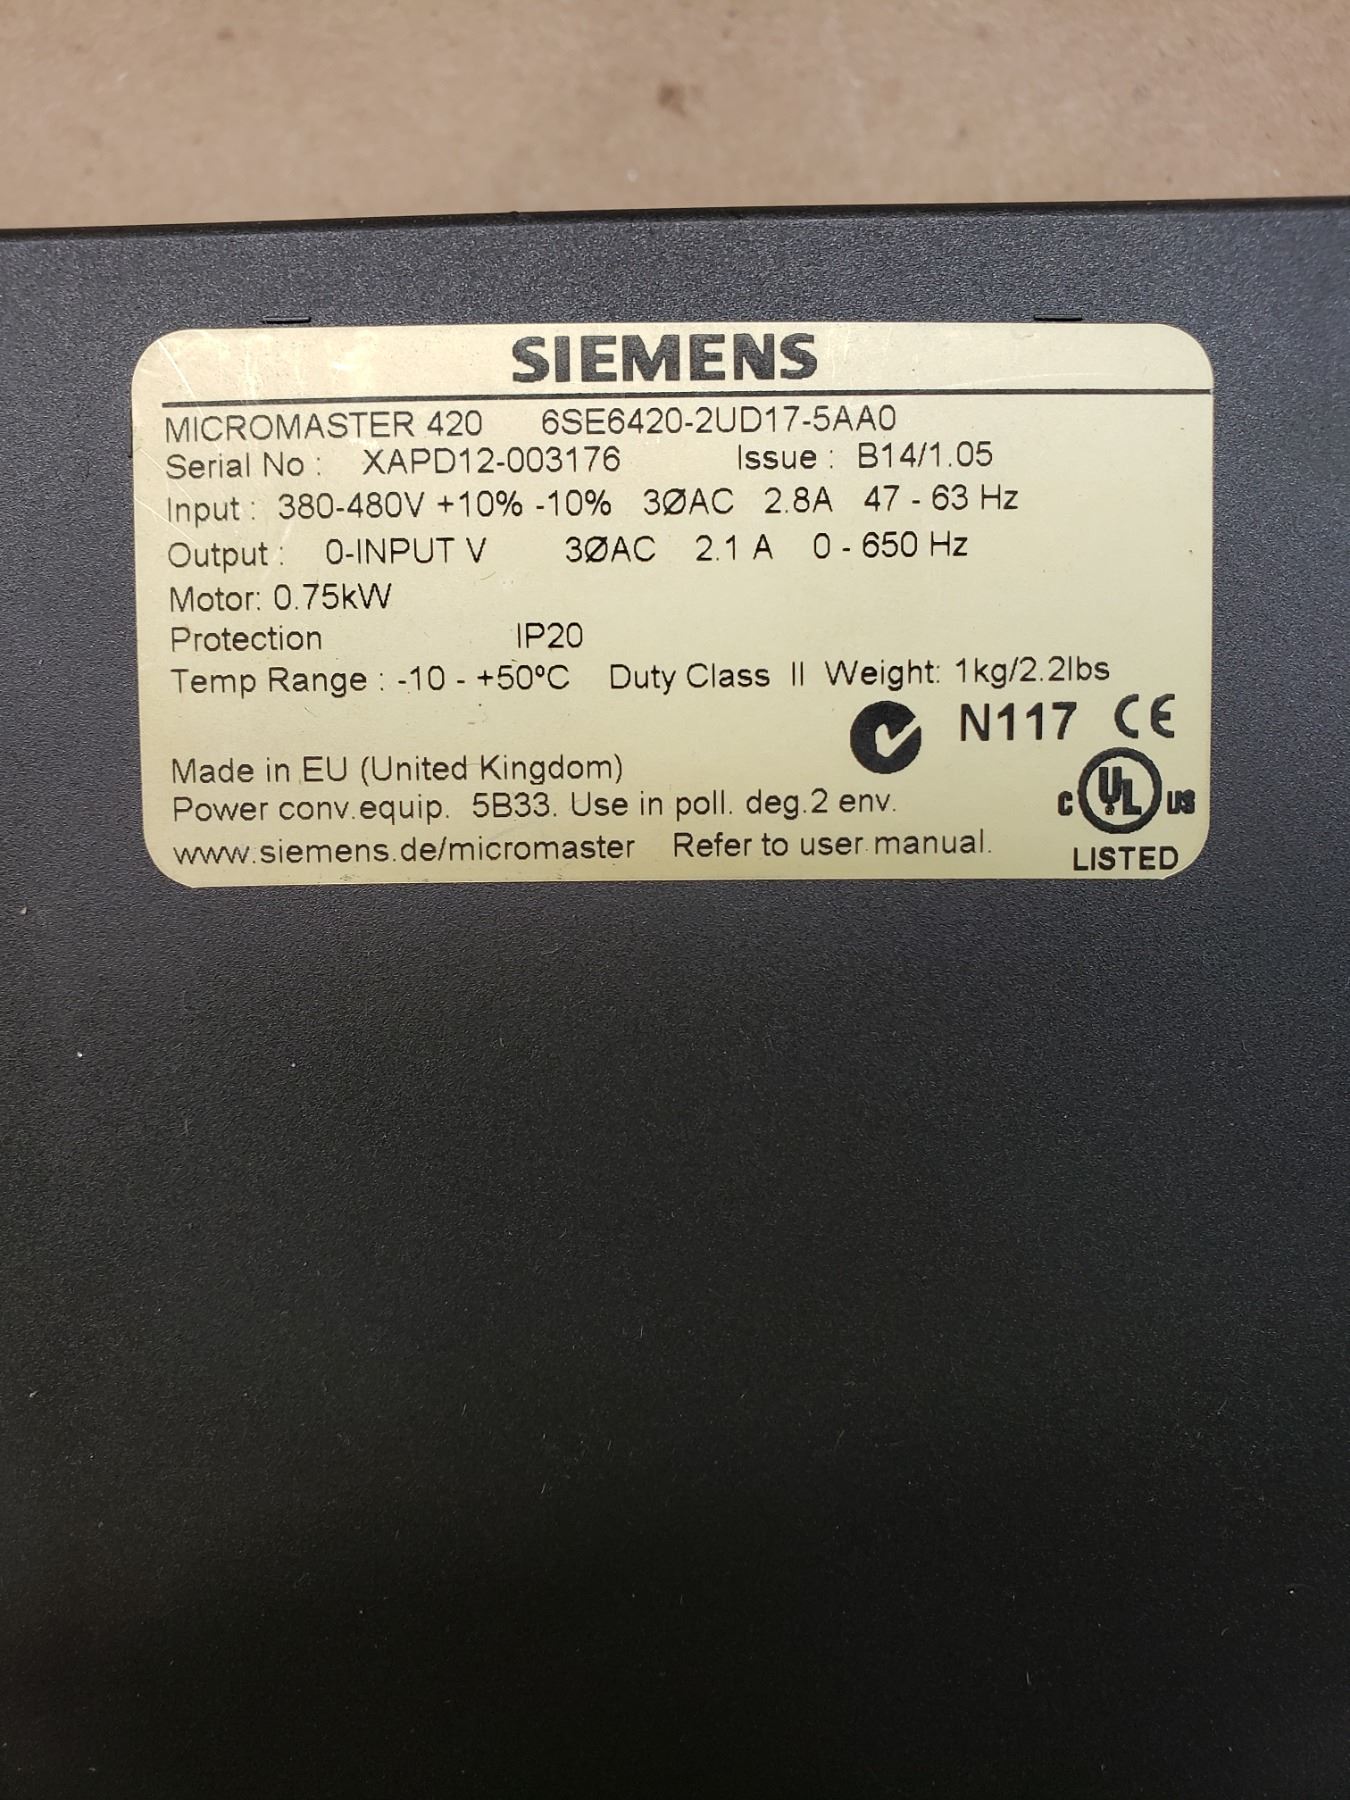 SIEMENS
MICROMASTER 420 6SE6420-2UD17-5AA0
Serial No : XAPD12-003176 Issue : B14/1.05
Input : 380-480V +10% -10% 3ØAC 2.8A 47 - 63 Hz
Output : 0-INPUT V 3ØAC 2.1 A 0 - 650 Hz
Motor: 0.75kW
Protection IP20
Temp Range : -10 - +50ºC Duty Class II Weight: 1kg/2.2lbs
N117 CE
Made in EU (United Kingdom)
Power conv.equip. 5B33. Use in poll. deg.2 env.
C UL US
www.siemens.de/micromaster Refer to user manual.
LISTED